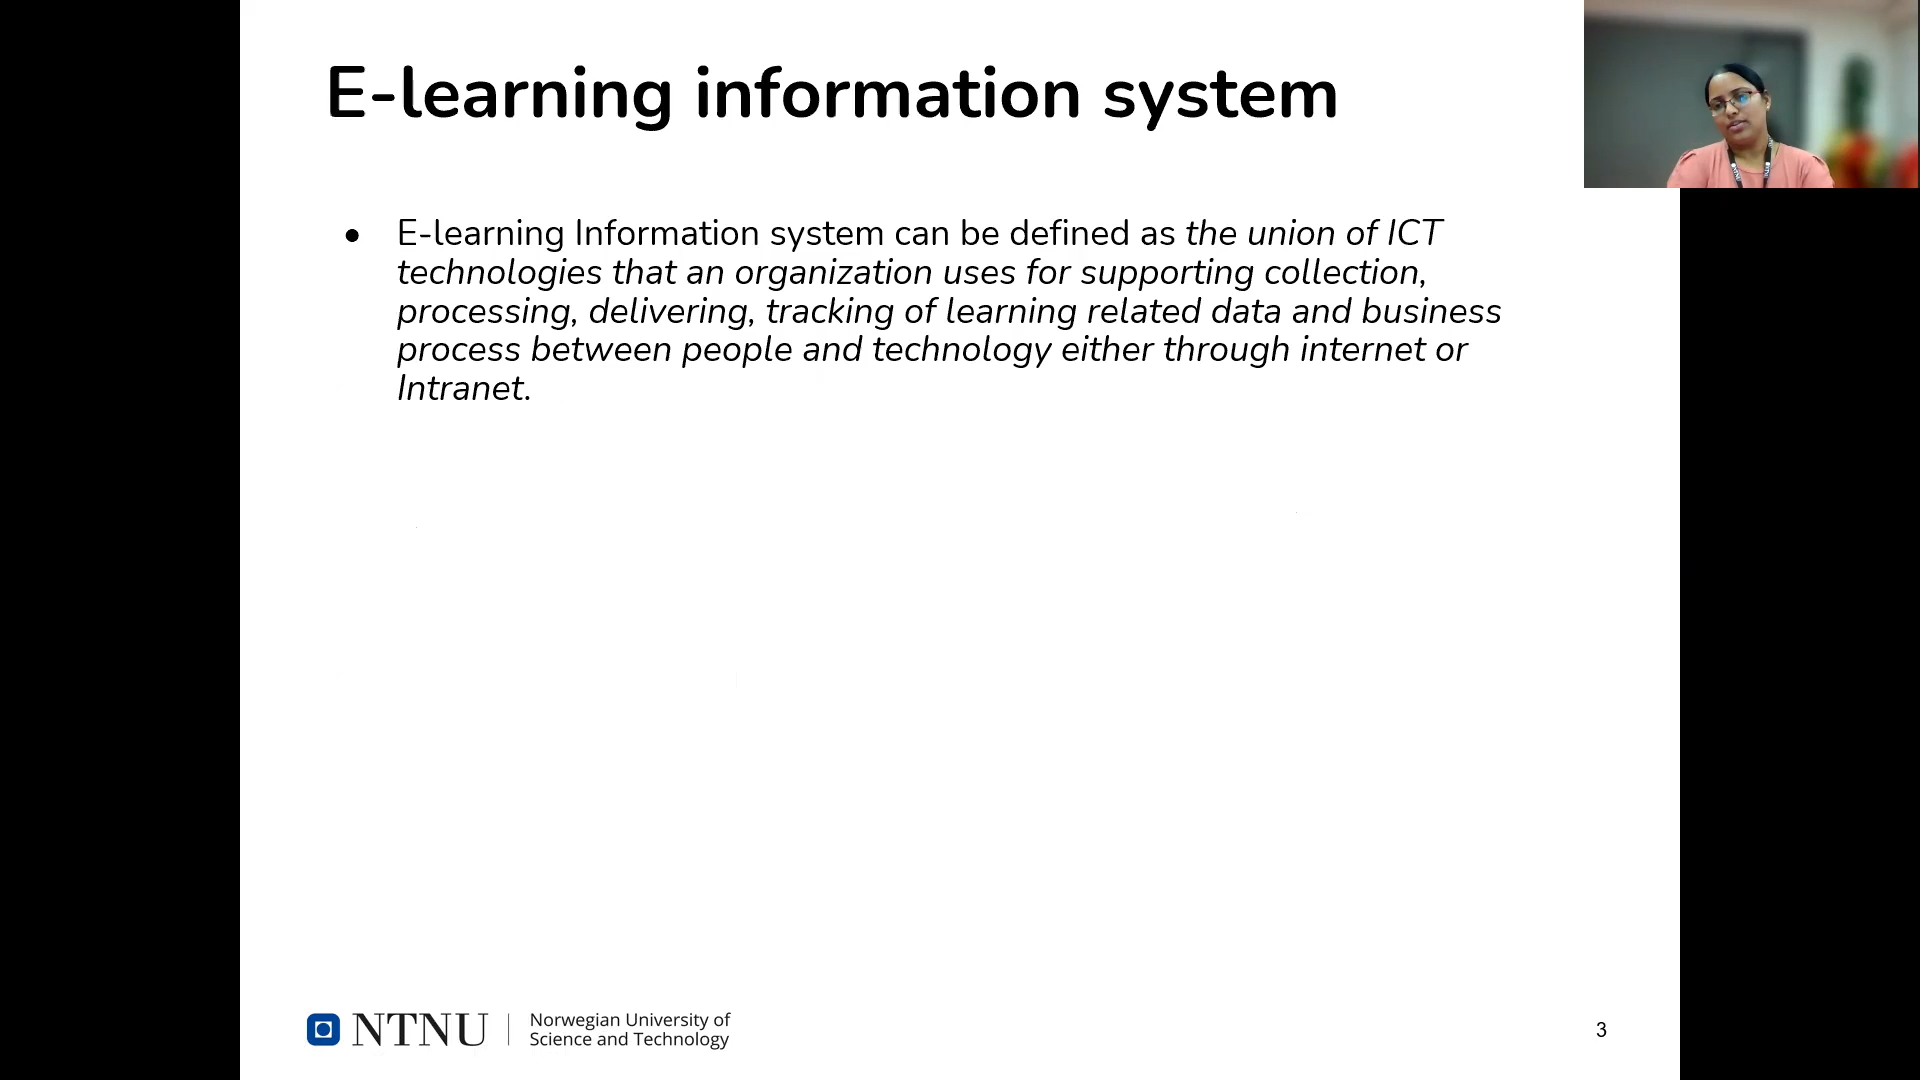 E-learning information system
• E-learning Information system can be defined as the union of ICT
technologies that an organization uses for supporting collection,
processing, delivering, tracking of learning related data and business
process between people and technology either through internet or
Intranet.
NTNU
Norwegian University of
Science and Technology
3